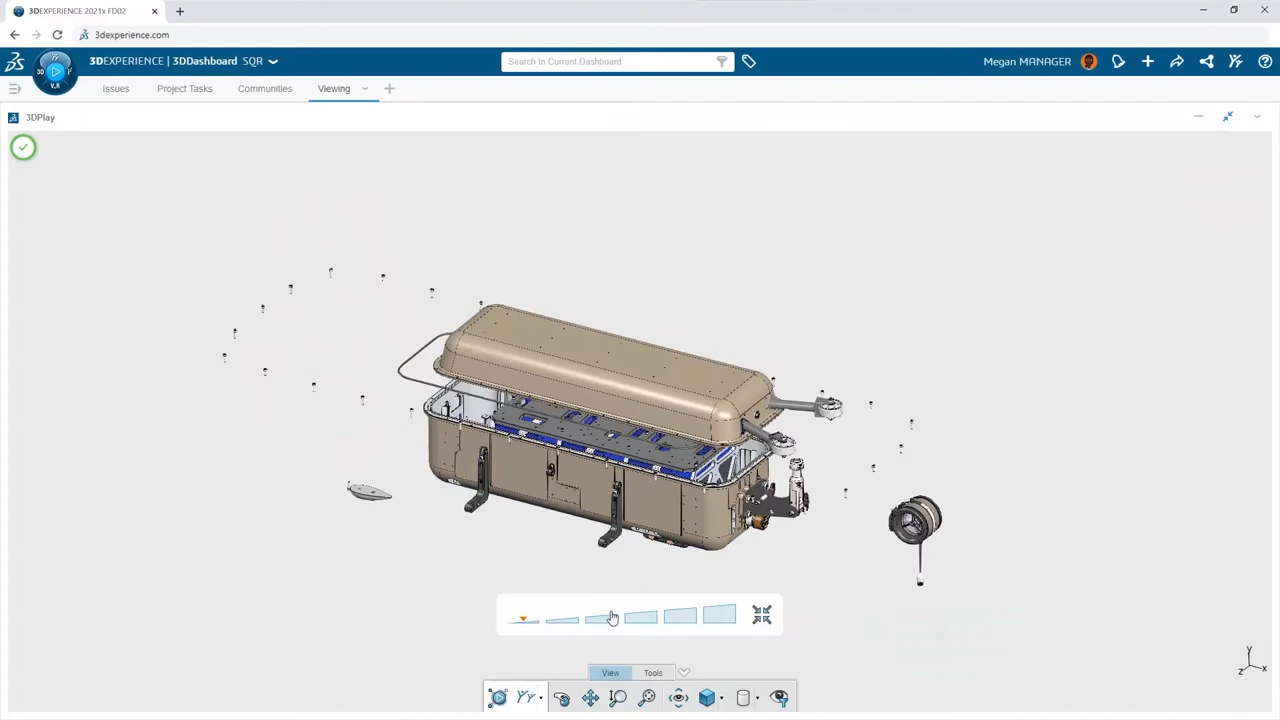 3DEXPERIENCE 2021x FD02
3dexperience.com
3D
V.R
3DEXPERIENCE | 3DDashboard SQR
Search In Current Dashboard
Megan MANAGER
Issues
Project Tasks
Communities
Viewing
3DPlay
View
Tools
y
z
x